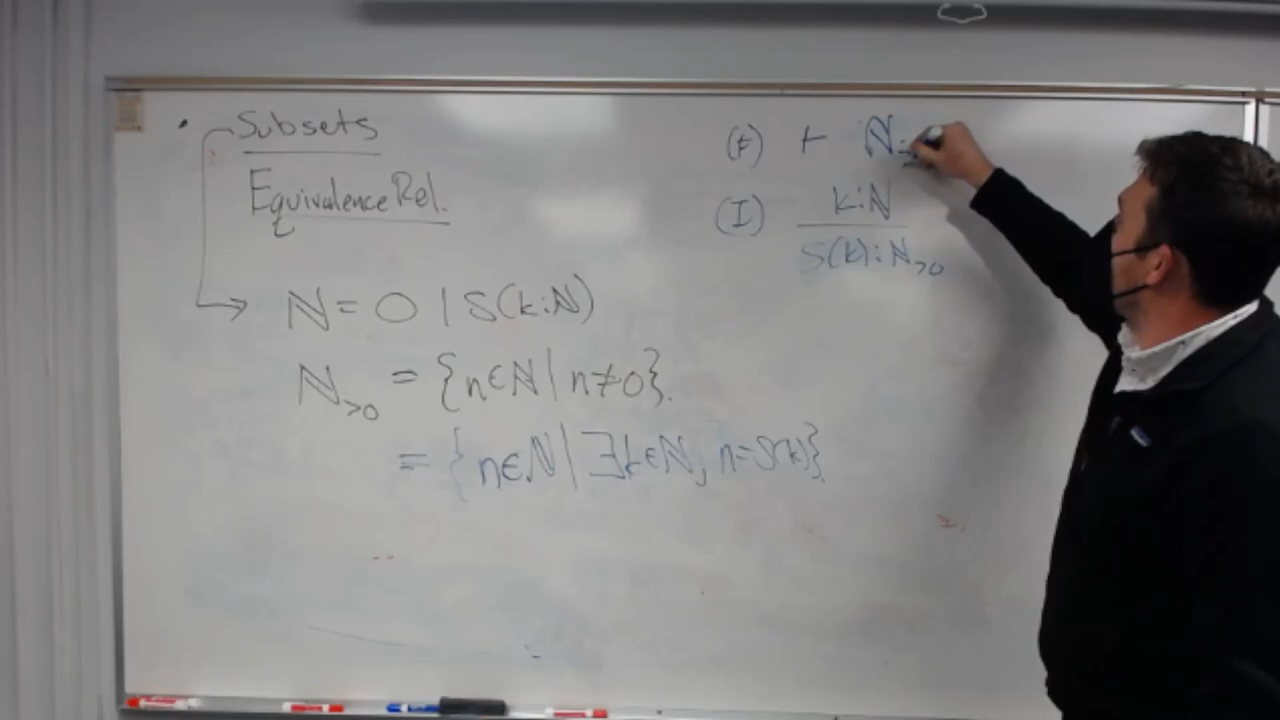 Subsets
Equivalence Rel.
ℕ = 0 | S(k:ℕ)
ℕ>0 = {n∈ℕ | n≠0}.
= {n∈ℕ | ∃k∈ℕ, n=S(k)}.
(F) ⊢ ℕ
(I) k:ℕ
S(k):ℕ>0